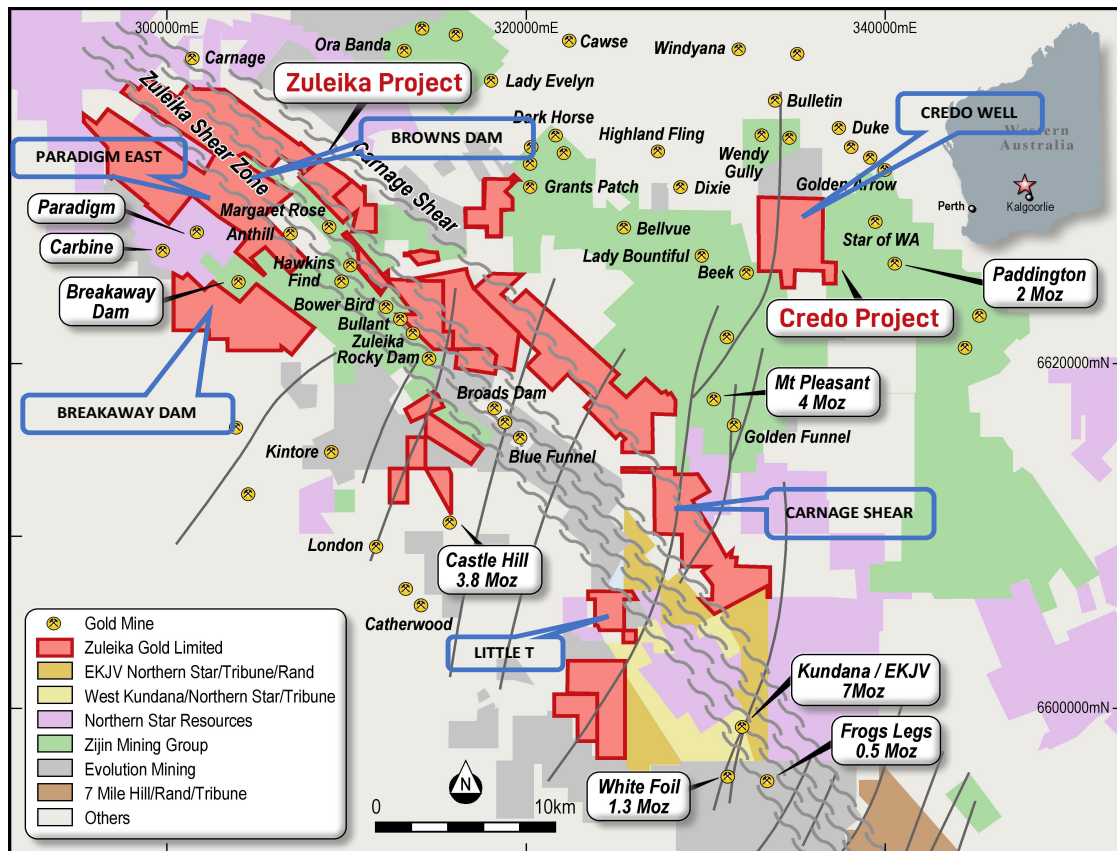 300000mE
320000mE
340000mE
Carnage
Ora Banda
Cawse
Windyana
Zuleika Project
Lady Evelyn
Bulletin
CREDO WELL
Western
Australia
Perth
Kalgoorlie
Zuleika Shear Zone
BROWNS DAM
Dark Horse
Highland Fling
Duke
Wendy
Gully
PARADIGM EAST
Carnage Shear
Grants Patch
Dixie
Golden Arrow
Paradigm
Margaret Rose
Anthill
Bellvue
Star of WA
Carbine
Hawkins
Find
Lady Bountiful
Beek
Paddington
2 Moz
Breakaway
Dam
Bower Bird
Bullant
Zuleika
Rocky Dam
Credo Project
6620000mN
BREAKAWAY DAM
Broads Dam
Mt Pleasant
4 Moz
Golden Funnel
Kintore
Blue Funnel
CARNAGE SHEAR
London
Castle Hill
3.8 Moz
Catherwood
LITTLE T
Kundana / EKJV
7Moz
6600000mN
Frogs Legs
0.5 Moz
White Foil
1.3 Moz
Gold Mine
Zuleika Gold Limited
EKJV Northern Star/Tribune/Rand
West Kundana/Northern Star/Tribune
Northern Star Resources
Zijin Mining Group
Evolution Mining
7 Mile Hill/Rand/Tribune
Others
N
0
10km